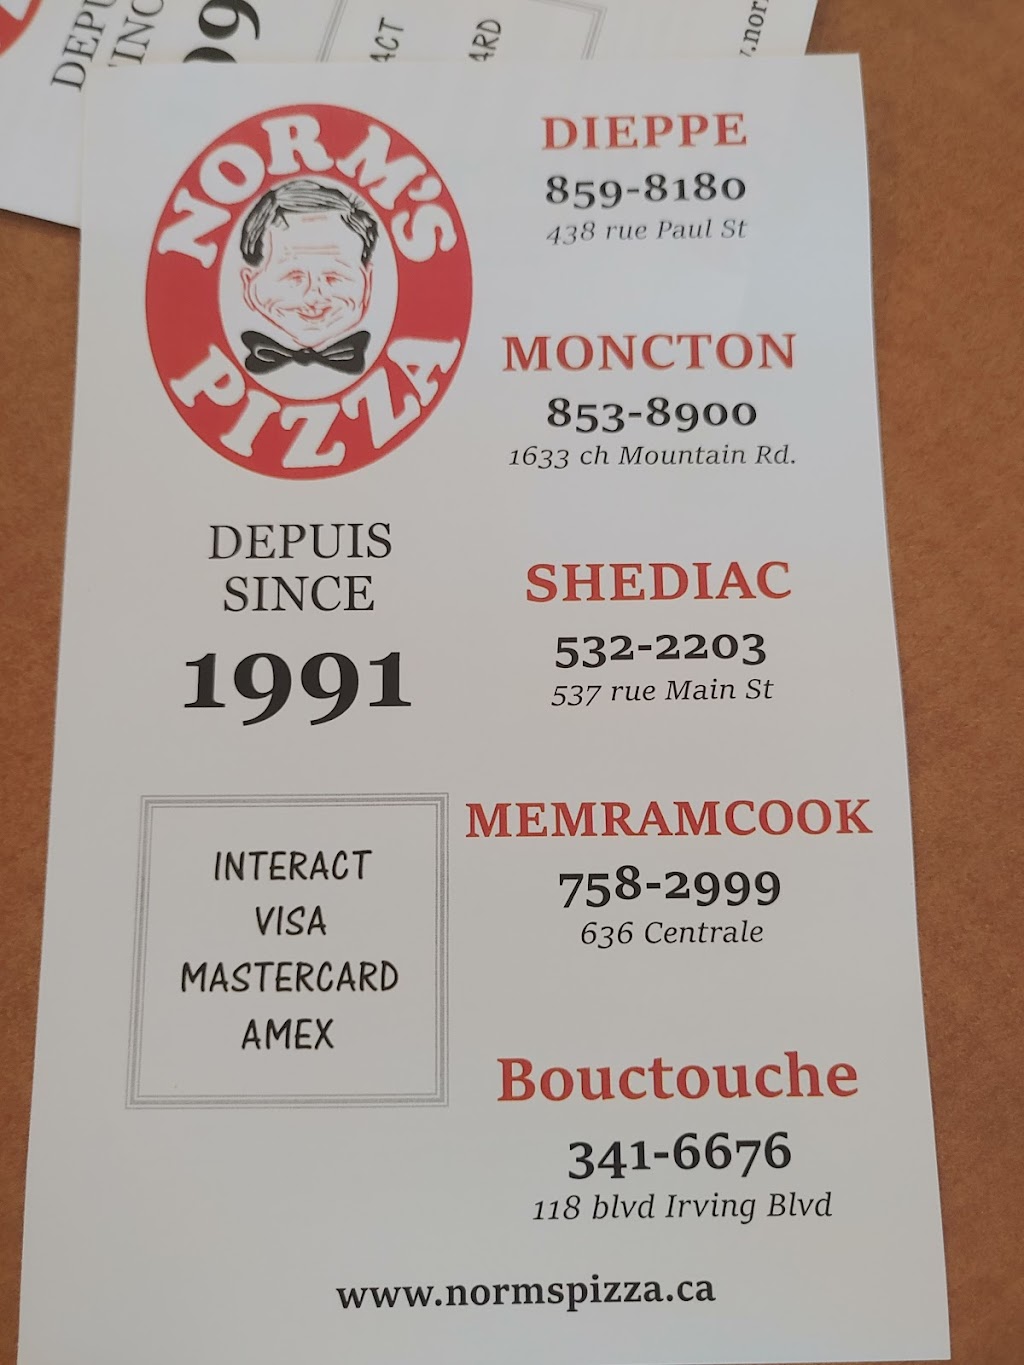 NORM'S
PIZZA
DEPUIS
SINCE
1991
INTERACT
VISA
MASTERCARD
AMEX
DIEPPE
859-8180
438 rue Paul St
MONCTON
853-8900
1633 ch Mountain Rd.
SHEDIAC
532-2203
537 rue Main St
MEMRAMCOOK
758-2999
636 Centrale
Bouctouche
341-6676
118 blvd Irving Blvd
www.normspizza.ca